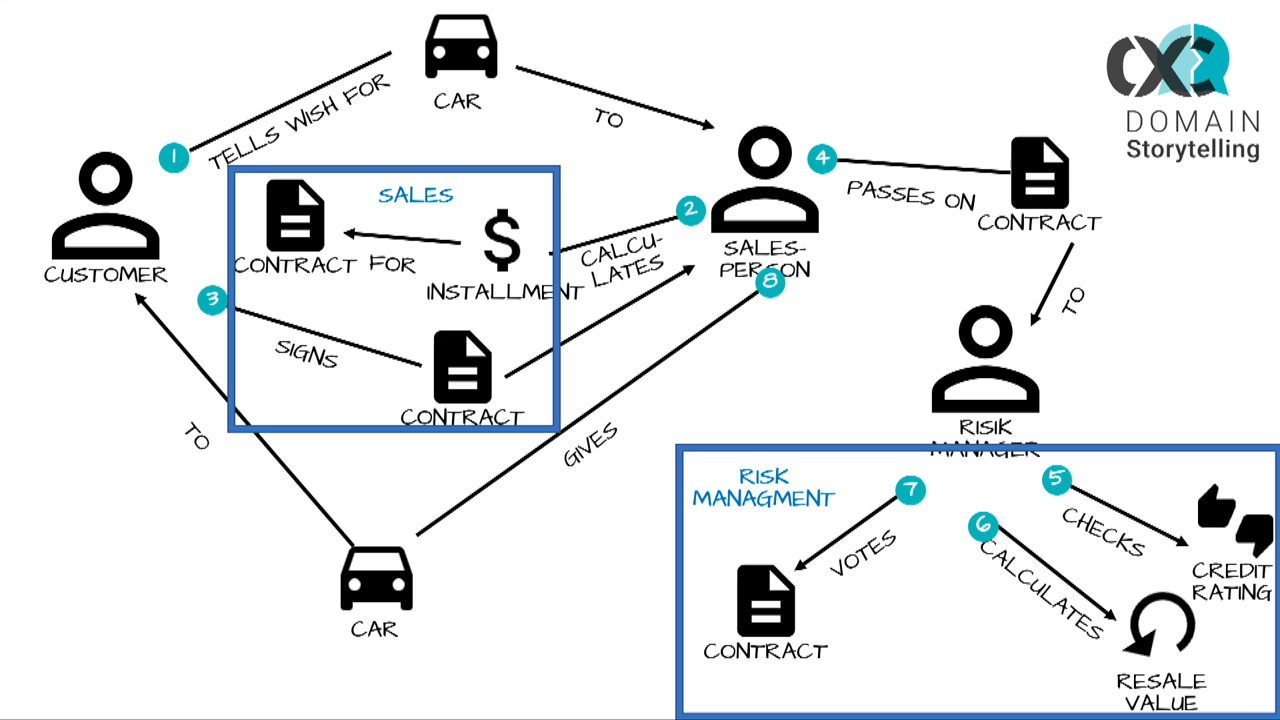 CAR
TELLS WISH FOR
TO
1
CUSTOMER
SALES
CONTRACT
FOR
INSTALLMENT
2
CALCU-
LATES
SALES-
PERSON
3
SIGNS
CONTRACT
4
PASSES ON
CONTRACT
TO
RISIK
MANAGER
RISK
MANAGMENT
5
CHECKS
CREDIT
RATING
6
CALCULATES
RESALE
VALUE
7
VOTES
CONTRACT
8
GIVES
TO
CAR
DOMAIN
Storytelling